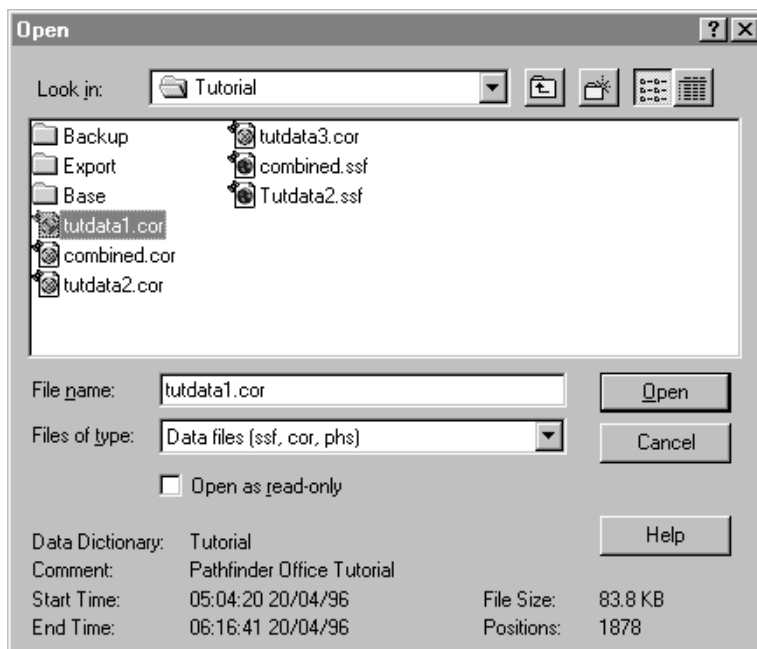 Open
Look in: Tutorial
Backup
Export
Base
tutdata1.cor
combined.cor
tutdata2.cor
tutdata3.cor
combined.ssf
Tutdata2.ssf
File name: tutdata1.cor Open
Files of type: Data files (ssf, cor, phs) Cancel
Open as read-only
Help
Data Dictionary: Tutorial
Comment: Pathfinder Office Tutorial
Start Time: 05:04:20 20/04/96 File Size: 83.8 KB
End Time: 06:16:41 20/04/96 Positions: 1878